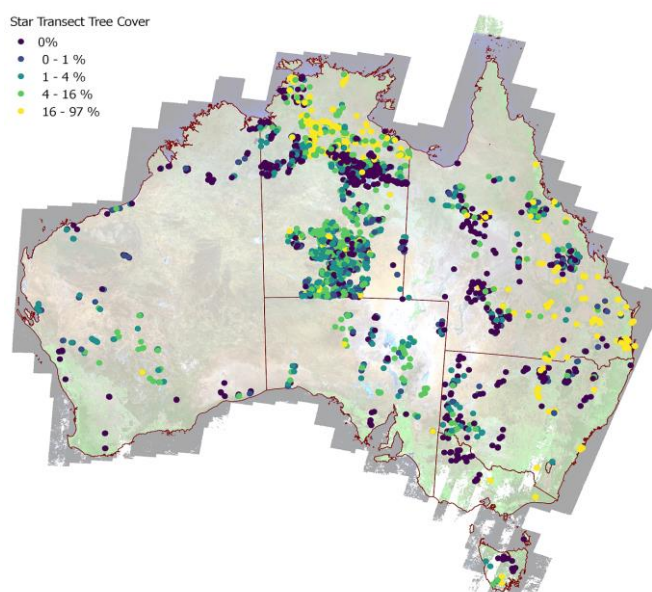 Star Transect Tree Cover
0%
0 - 1 %
1 - 4 %
4 - 16 %
16 - 97 %